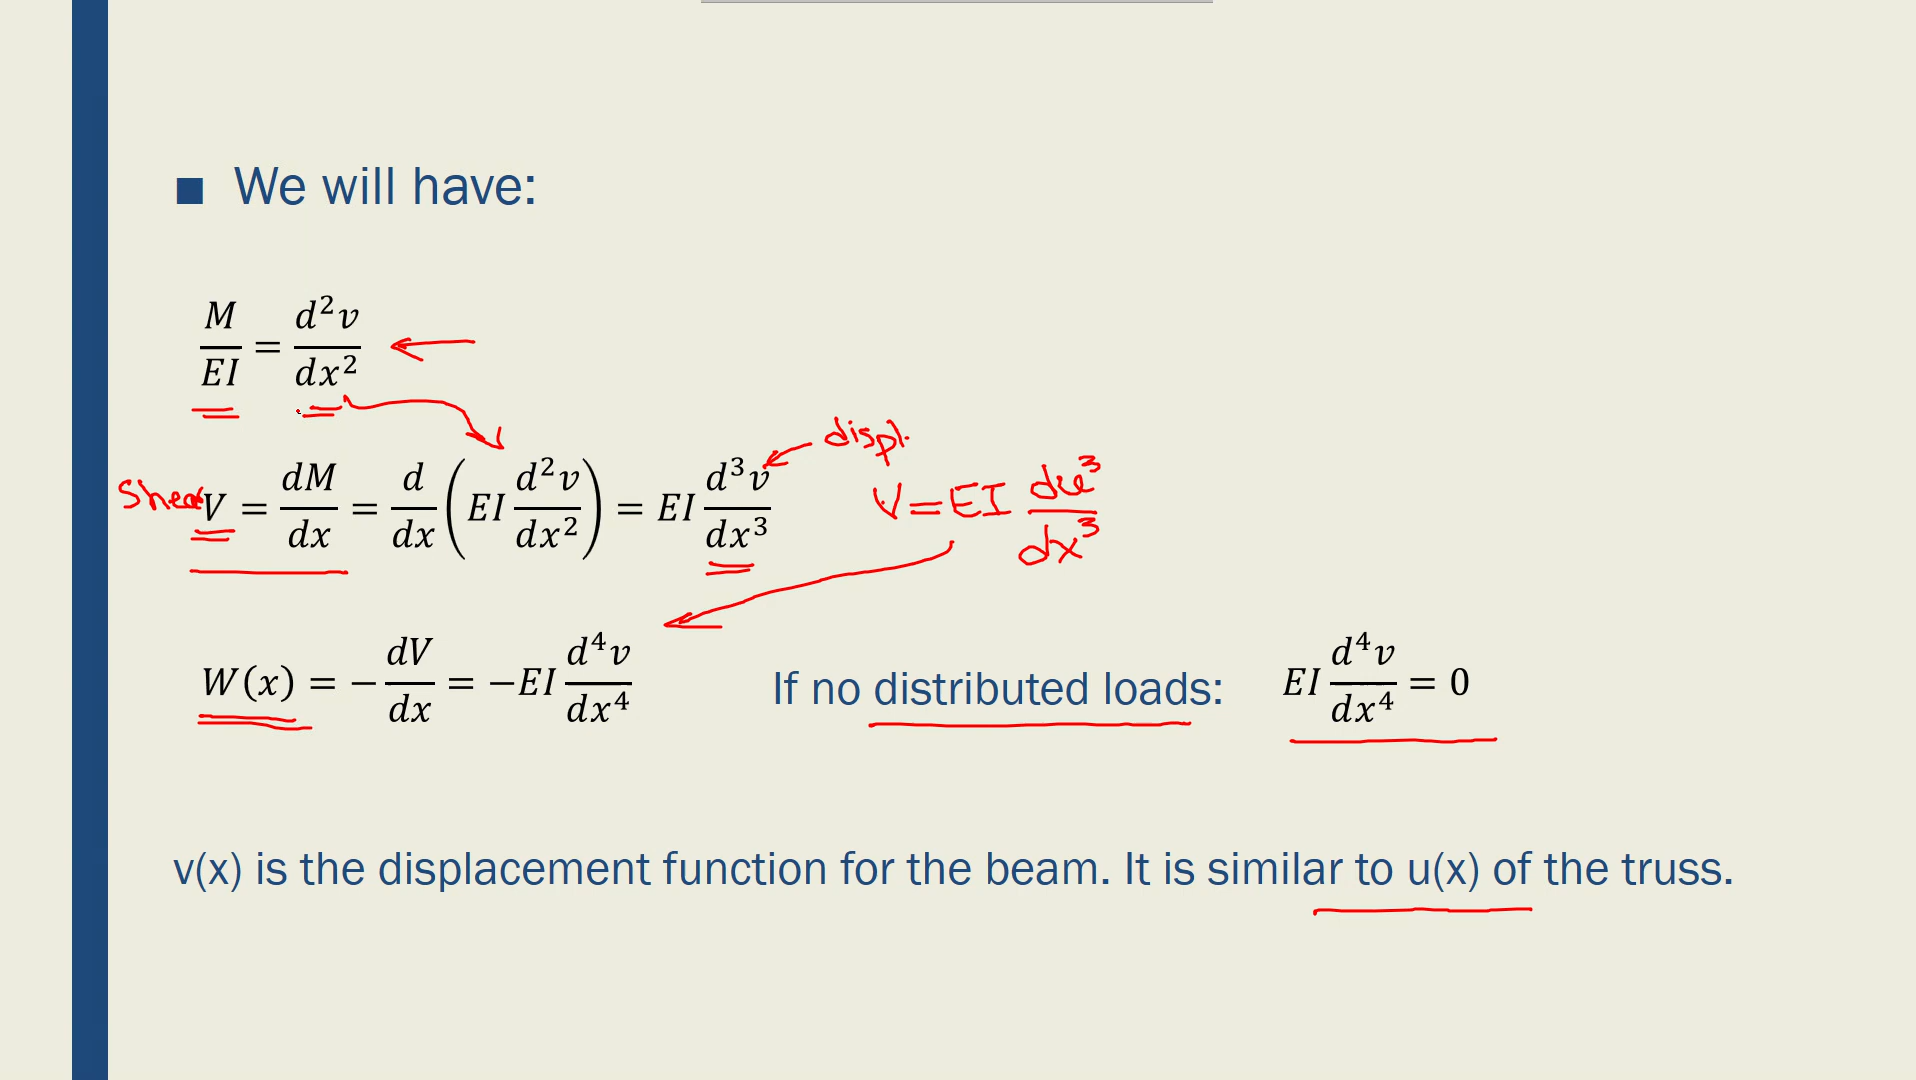 ■ We will have:
M/EI = d²v/dx²
displ.
Shear V = dM/dx = d/dx (EI d²v/dx²) = EI d³v/dx³
V = EI du³/dx³
W(x) = −dV/dx = −EI d⁴v/dx⁴ If no distributed loads: EI d⁴v/dx⁴ = 0
v(x) is the displacement function for the beam. It is similar to u(x) of the truss.